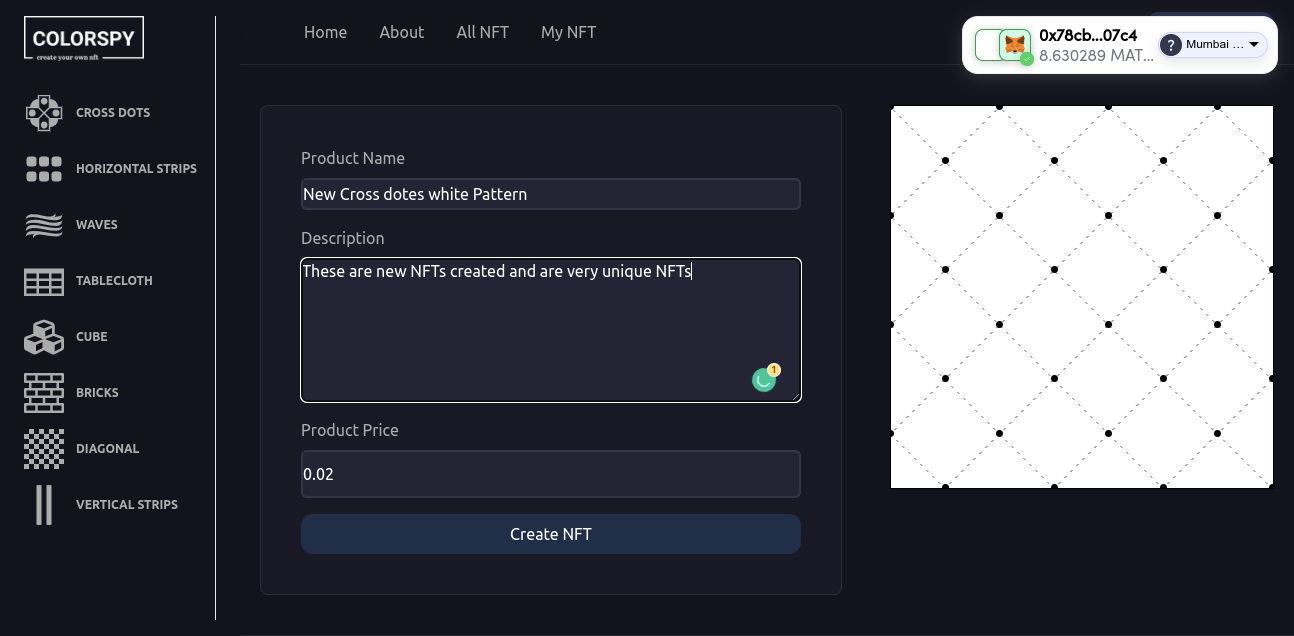 COLORSPY
create your own nft
Home About All NFT My NFT
0x78cb...07c4
8.630289 MAT...
? Mumbai ...
CROSS DOTS
HORIZONTAL STRIPS
WAVES
TABLECLOTH
CUBE
BRICKS
DIAGONAL
VERTICAL STRIPS
Product Name
New Cross dotes white Pattern
Description
These are new NFTs created and are very unique NFTs
1
Product Price
0.02
Create NFT